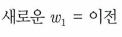 새로운 w₁ = 이전